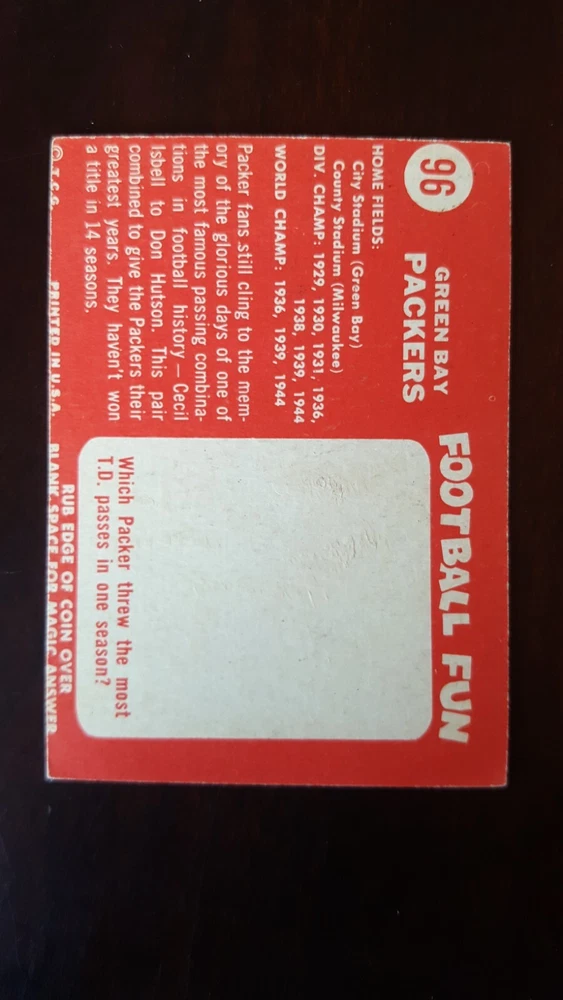 96
GREEN BAY
PACKERS
HOME FIELDS:
City Stadium (Green Bay)
County Stadium (Milwaukee)
DIV. CHAMP: 1929, 1930, 1931, 1936,
1938, 1939, 1944
WORLD CHAMP: 1936, 1939, 1944
Packer fans still cling to the mem-
ory of the glorious days of one of
the most famous passing combina-
tions in football history — Cecil
Isbell to Don Hutson. This pair
combined to give the Packers their
greatest years. They haven't won
a title in 14 seasons.
© T.C.G. PRINTED IN U.S.A.
FOOTBALL FUN
Which Packer threw the most
T.D. passes in one season?
RUB EDGE OF COIN OVER
BLANK SPACE FOR MAGIC ANSWER